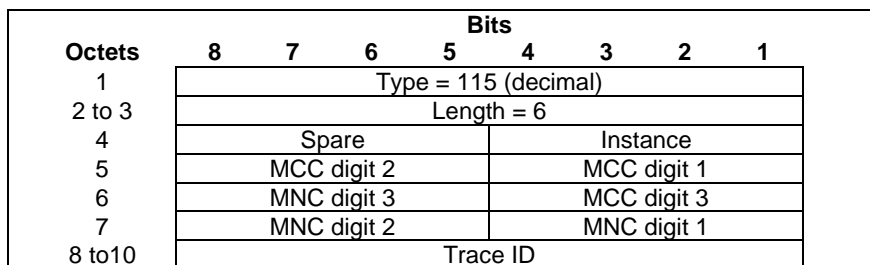 Bits
Octets 8 7 6 5 4 3 2 1
1 Type = 115 (decimal)
2 to 3 Length = 6
4 Spare Instance
5 MCC digit 2 MCC digit 1
6 MNC digit 3 MCC digit 3
7 MNC digit 2 MNC digit 1
8 to10 Trace ID